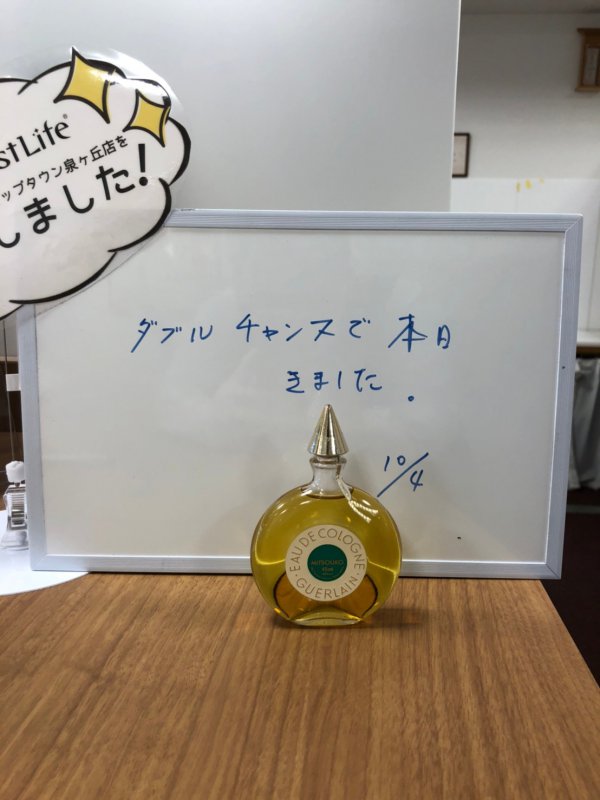 stLife®
ップタウン泉ヶ丘店を
しました!
ダブルチャンスで 本日
きました。
10/4
EAU DE COLOGNE
MITSOUKO
GUERLAIN